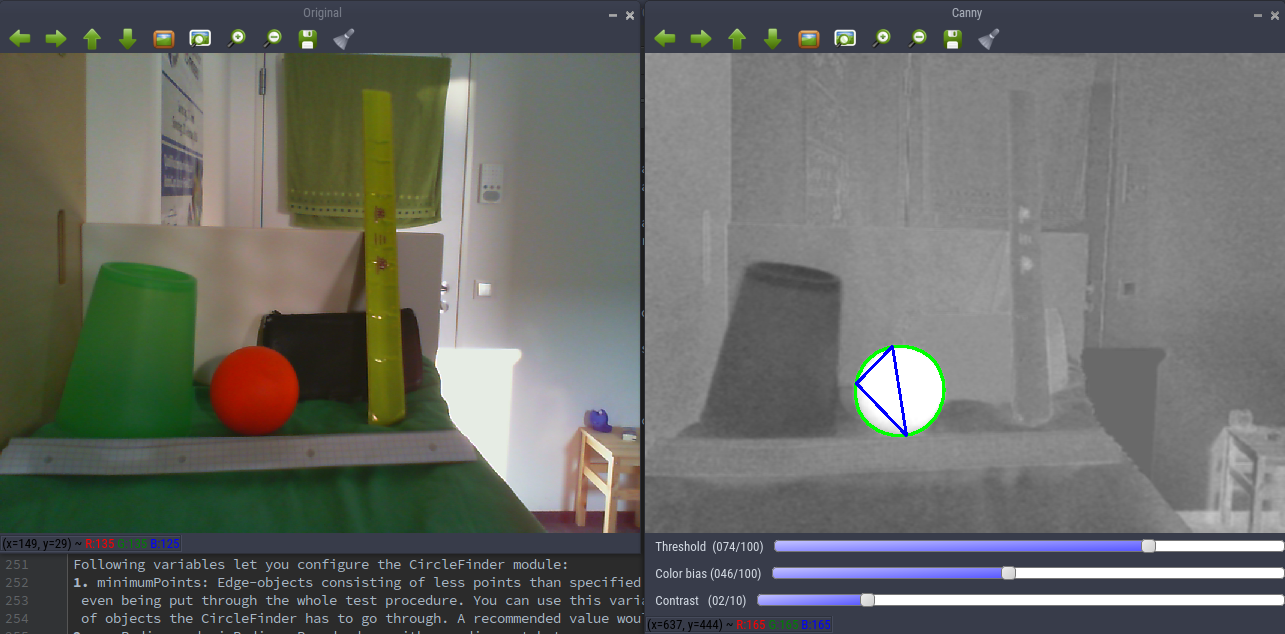 Original
(x=149, y=29) ~ R:135 G:135 B:125
251 Following variables let you configure the CircleFinder module:
252 1. minimumPoints: Edge-objects consisting of less points than specified
253 even being put through the whole test procedure. You can use this varia
254 of objects the CircleFinder has to go through. A recommended value wou
Canny
Threshold (074/100)
Color bias (046/100)
Contrast (02/10)
(x=637, y=444) ~ R:165 G:165 B:165